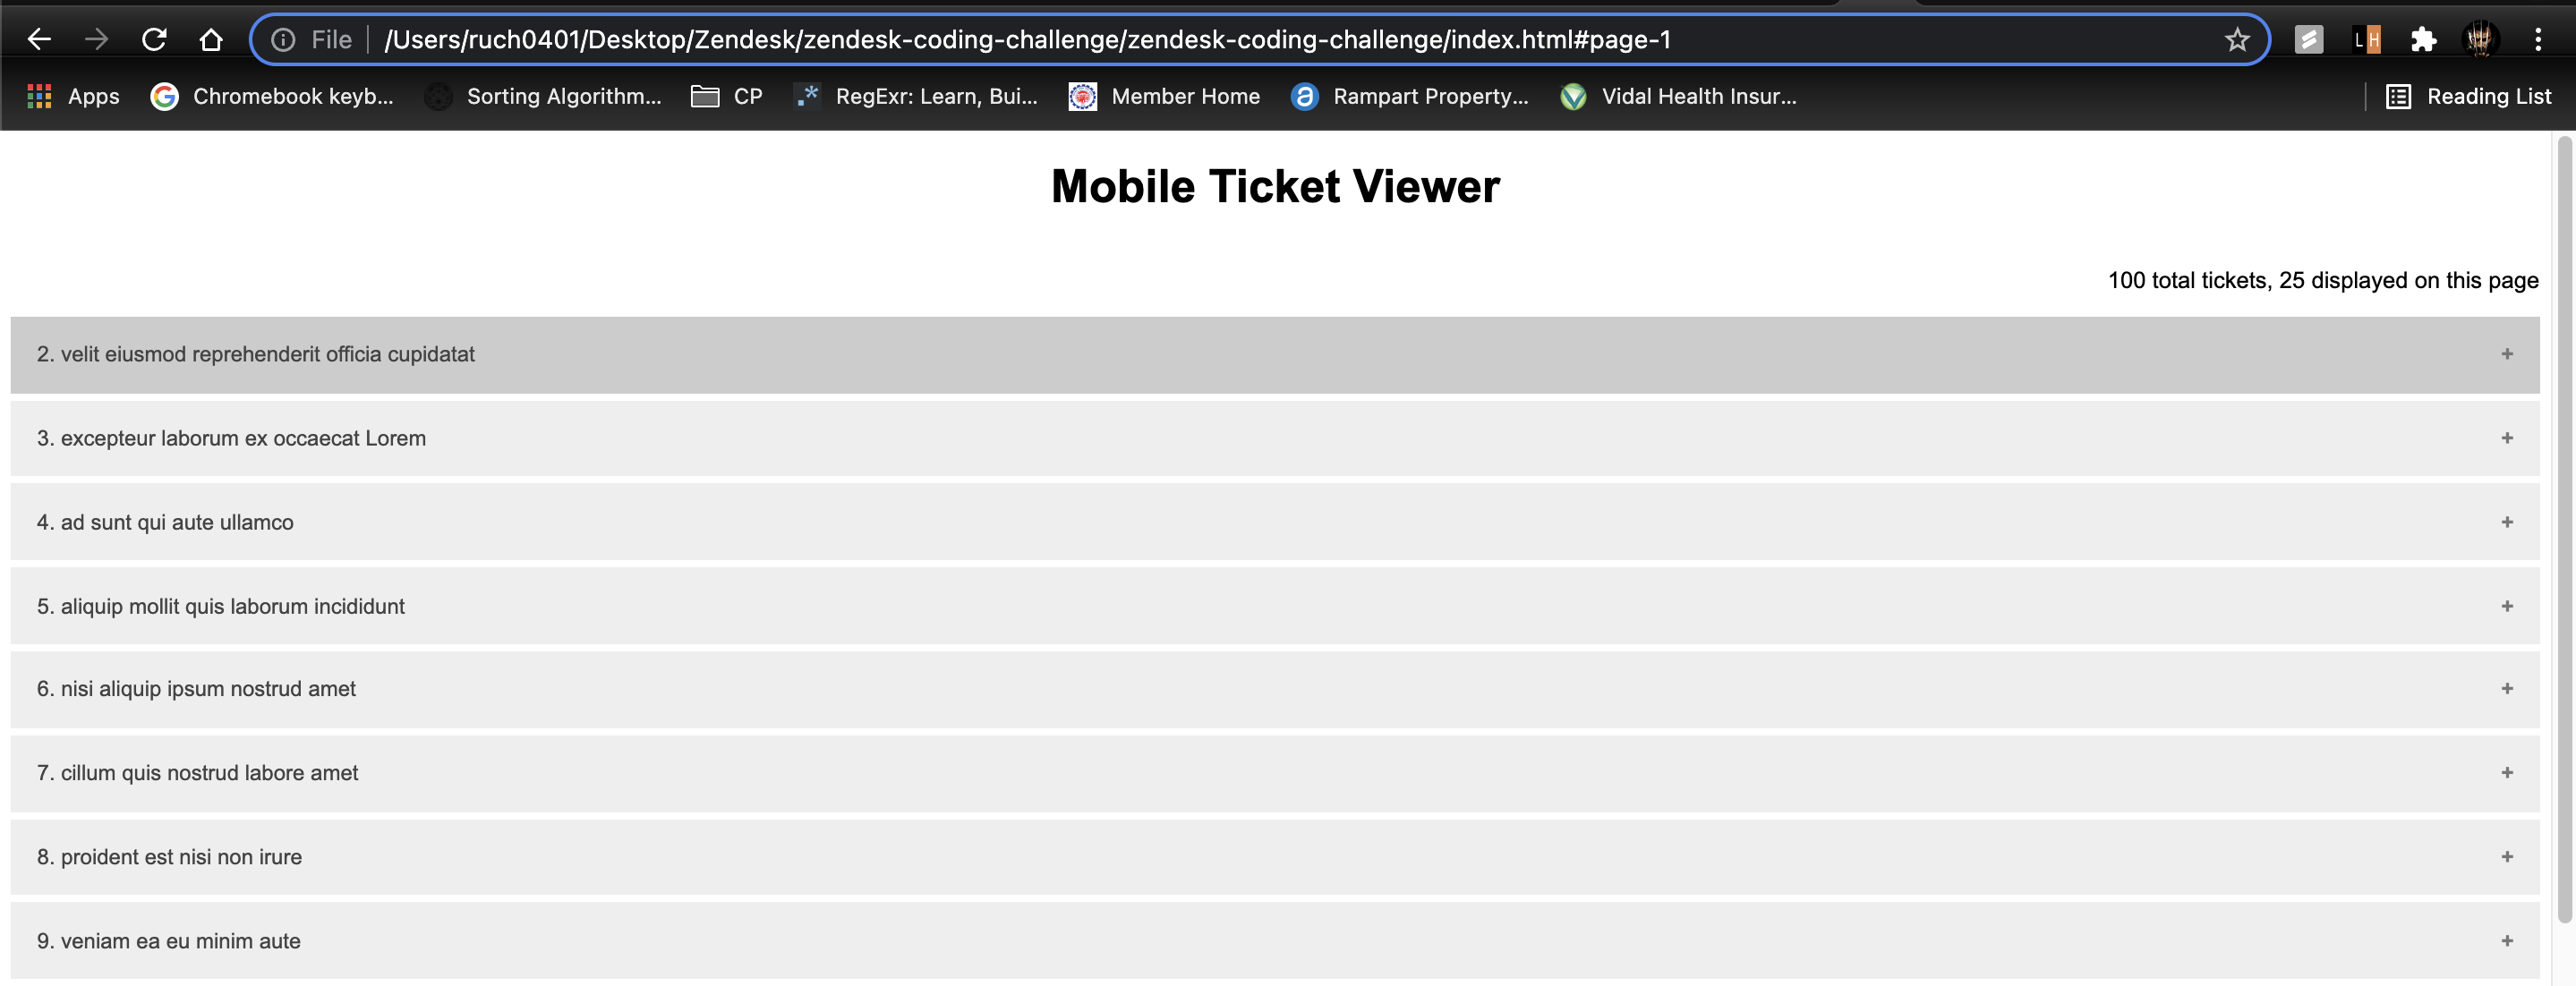 File /Users/ruch0401/Desktop/Zendesk/zendesk-coding-challenge/zendesk-coding-challenge/index.html#page-1 LH
Apps Chromebook keyb... Sorting Algorithm... CP RegExr: Learn, Bui... Member Home Rampart Property... Vidal Health Insur... Reading List
Mobile Ticket Viewer
100 total tickets, 25 displayed on this page
2. velit eiusmod reprehenderit officia cupidatat +
3. excepteur laborum ex occaecat Lorem +
4. ad sunt qui aute ullamco +
5. aliquip mollit quis laborum incididunt +
6. nisi aliquip ipsum nostrud amet +
7. cillum quis nostrud labore amet +
8. proident est nisi non irure +
9. veniam ea eu minim aute +